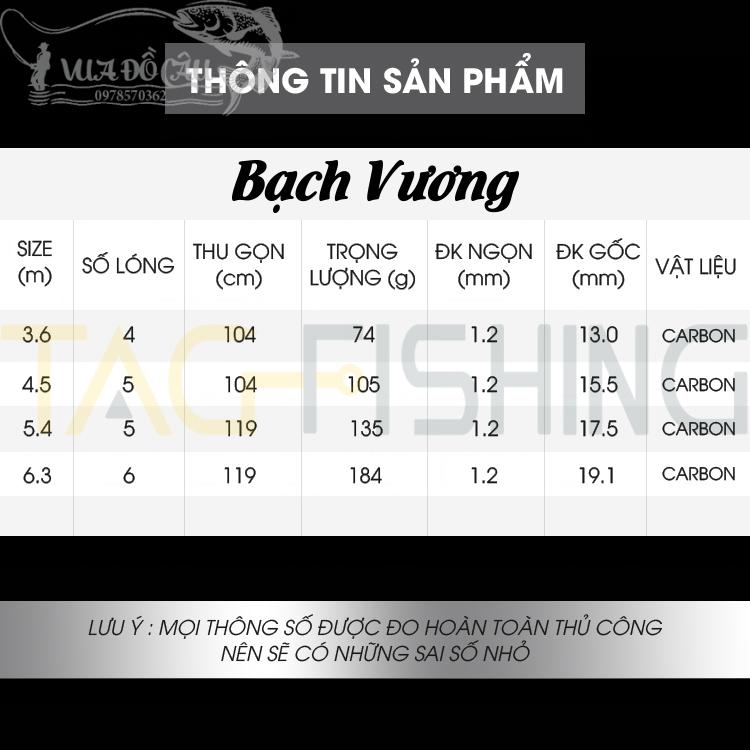 VUA ĐỒ CÂU
0978570362
THÔNG TIN SẢN PHẨM
Bạch Vương
SIZE (m) SỐ LÓNG THU GỌN (cm) TRỌNG LƯỢNG (g) ĐK NGỌN (mm) ĐK GỐC (mm) VẬT LIỆU
3.6 4 104 74 1.2 13.0 CARBON
4.5 5 104 105 1.2 15.5 CARBON
5.4 5 119 135 1.2 17.5 CARBON
6.3 6 119 184 1.2 19.1 CARBON
TAC FISHING
LƯU Ý : MỌI THÔNG SỐ ĐƯỢC ĐO HOÀN TOÀN THỦ CÔNG
NÊN SẼ CÓ NHỮNG SAI SỐ NHỎ